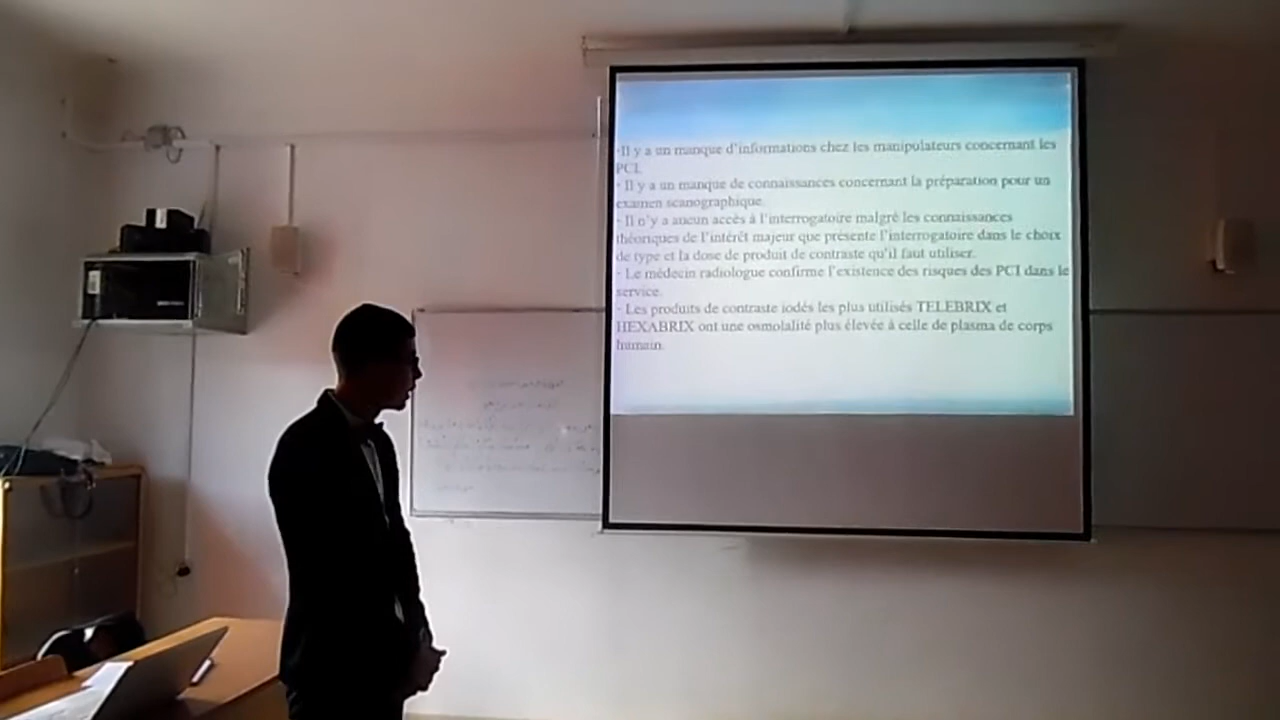 ·Il y a un manque d'informations chez les manipulateurs concernant les
PCI.
· Il y a un manque de connaissances concernant la préparation pour un
examen scanographique.
· Il n'y a aucun accès à l'interrogatoire malgré les connaissances
théoriques de l'intérêt majeur que présente l'interrogatoire dans le choix
de type et la dose de produit de contraste qu'il faut utiliser.
· Le médecin radiologue confirme l'existence des risques des PCI dans le
service.
· Les produits de contraste iodés les plus utilisés TELEBRIX et
HEXABRIX ont une osmolalité plus élevée à celle de plasma de corps
humain.